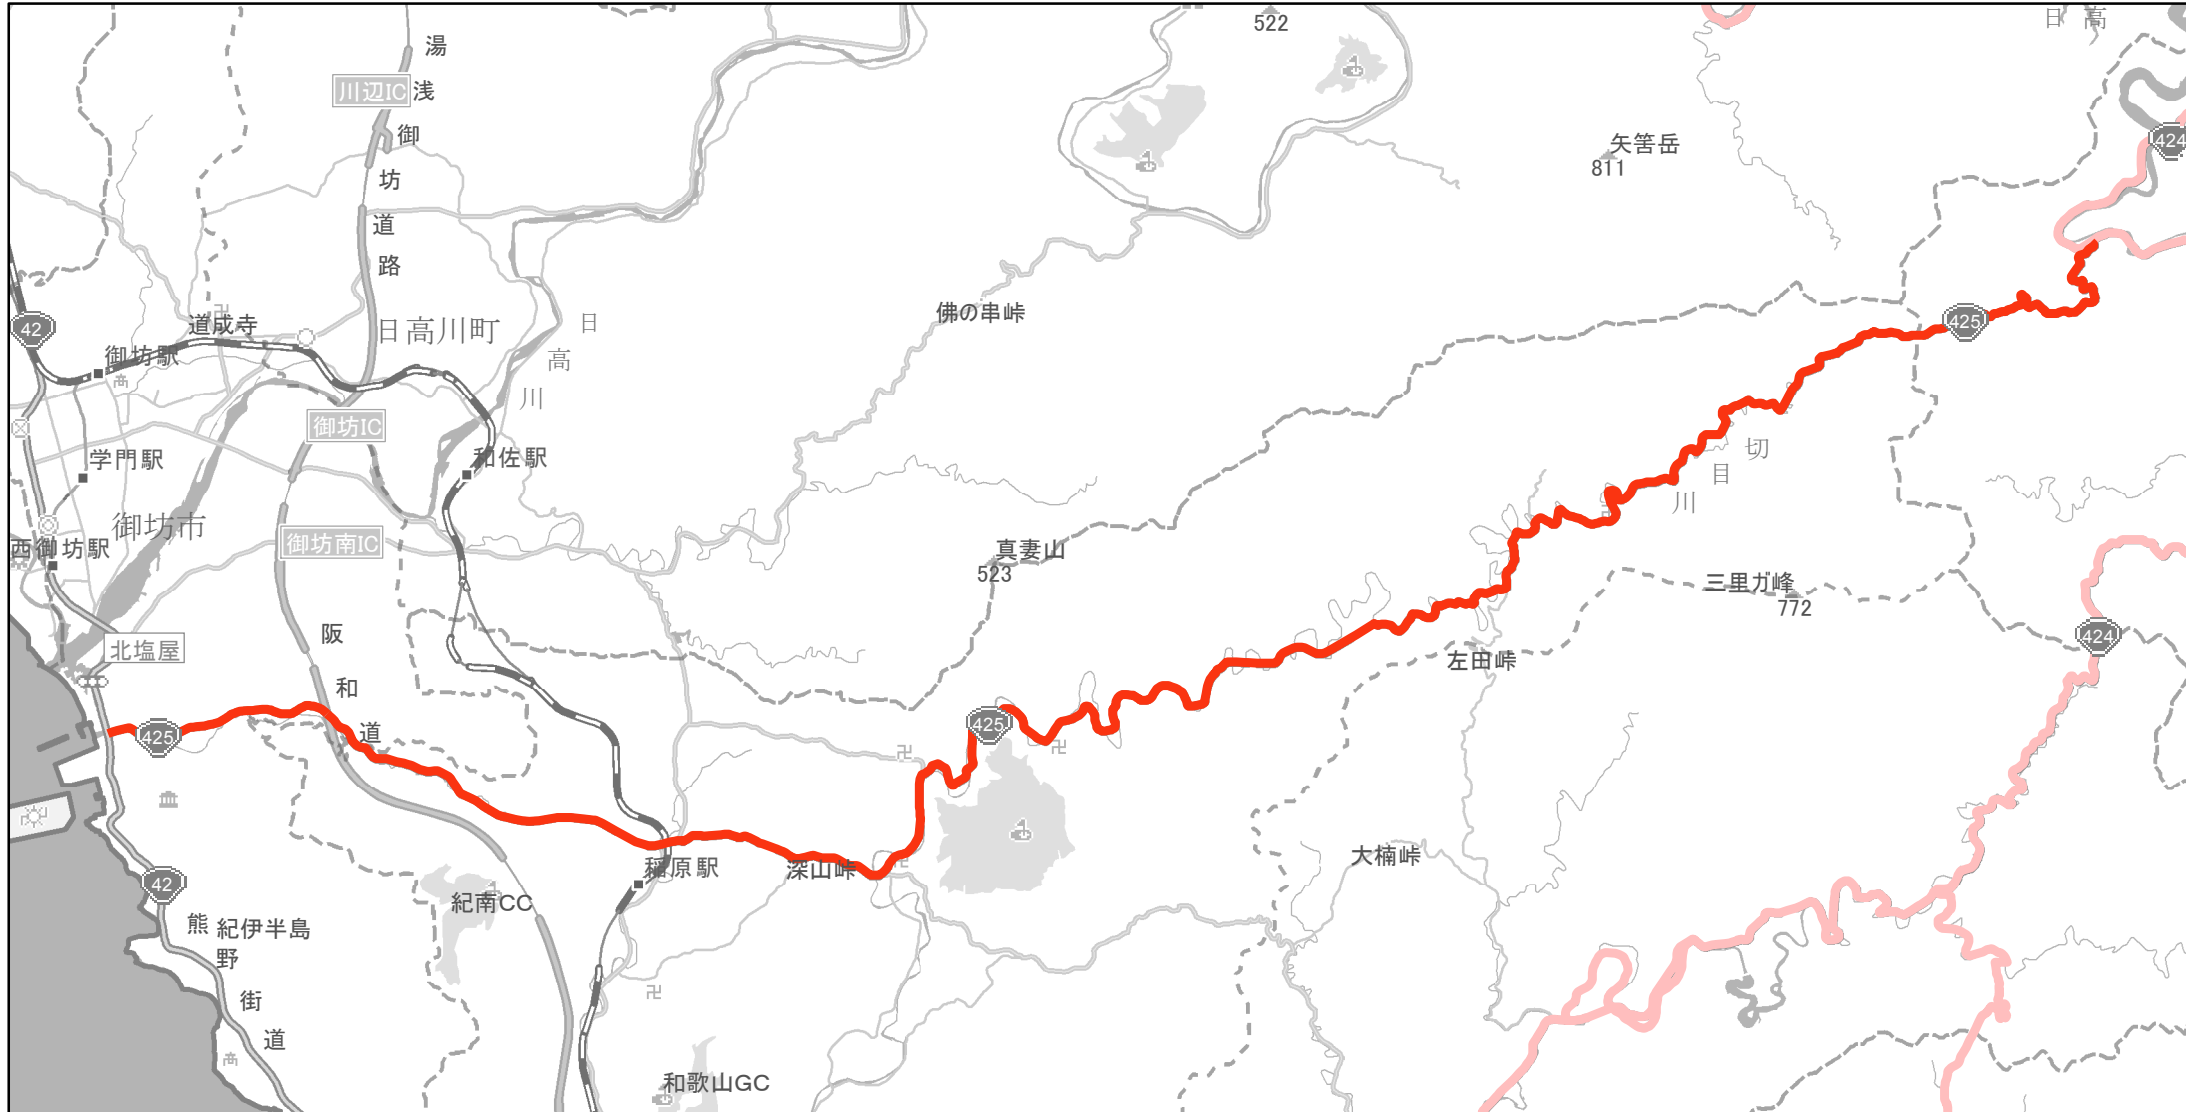 522
日高
湯浅御坊道路
川辺IC
矢筈岳
811
424
42
道成寺
日高川町
日高川
佛の串峠
425
御坊駅
御坊IC
学門駅
和佐駅
切目川
御坊市
御坊南IC
西御坊駅
真妻山
523
三里ガ峰
772
424
北塩屋
阪和道
左田峠
425
425
稲原駅
深山峠
大楠峠
42
紀南CC
熊野街道
紀伊半島
和歌山GC